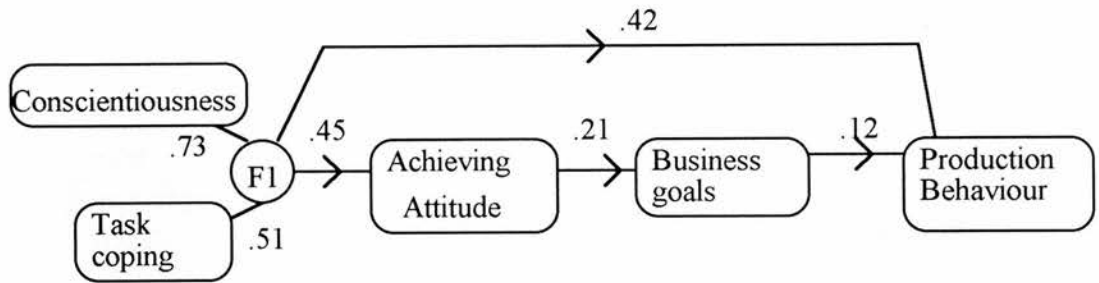 .42
Conscientiousness
.73
F1
.45
Achieving
Attitude
.21
Business
goals
.12
Production
Behaviour
Task
coping
.51